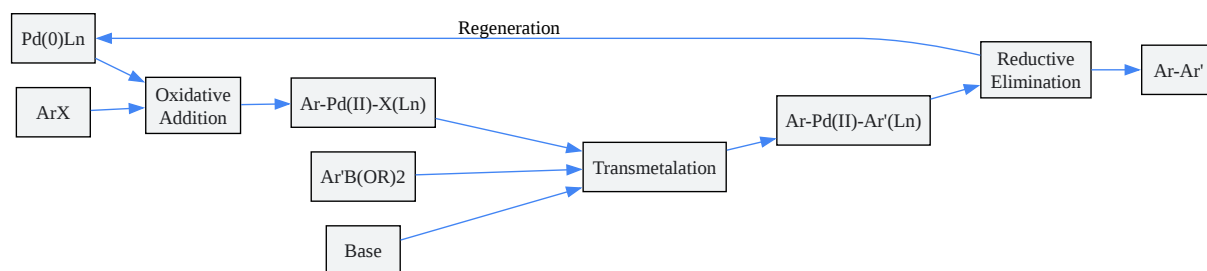 Pd(0)Ln
Regeneration
ArX
Oxidative
Addition
Ar-Pd(II)-X(Ln)
Ar'B(OR)2
Base
Transmetalation
Ar-Pd(II)-Ar'(Ln)
Reductive
Elimination
Ar-Ar'